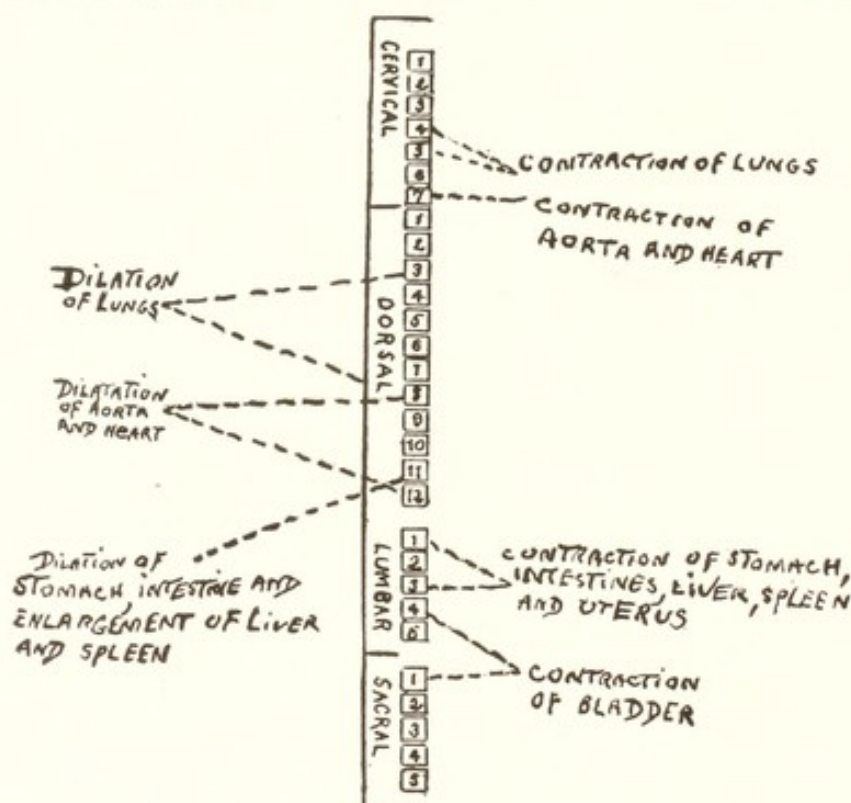 CERVICAL
1
2
3
4
5
6
7
CONTRACTION OF LUNGS
CONTRACTION OF
AORTA AND HEART
DORSAL
1
2
3
4
5
6
7
8
9
10
11
12
DILATION
OF LUNGS
DILATATION
OF AORTA
AND HEART
DILATION OF
STOMACH, INTESTINE AND
ENLARGEMENT OF LIVER
AND SPLEEN
LUMBAR
1
2
3
4
5
CONTRACTION OF STOMACH,
INTESTINES, LIVER, SPLEEN
AND UTERUS
SACRAL
1
2
3
4
5
CONTRACTION
OF BLADDER